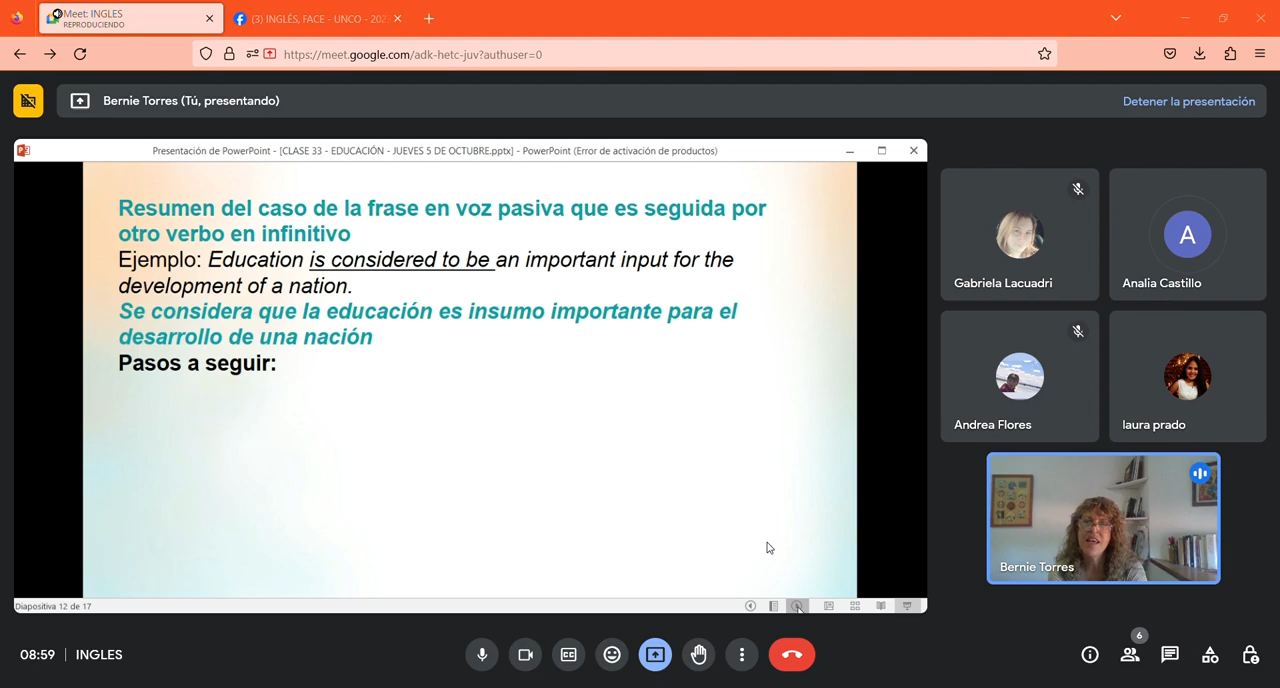 Meet: INGLES
REPRODUCIENDO
(3) INGLÉS, FACE - UNCO - 202
https://meet.google.com/adk-hetc-juv?authuser=0
Bernie Torres (Tú, presentando)
Detener la presentación
Presentación de PowerPoint - [CLASE 33 - EDUCACIÓN - JUEVES 5 DE OCTUBRE.pptx] - PowerPoint (Error de activación de productos)
Resumen del caso de la frase en voz pasiva que es seguida por
otro verbo en infinitivo
Ejemplo: Education is considered to be an important input for the
development of a nation.
Se considera que la educación es insumo importante para el
desarrollo de una nación
Pasos a seguir:
Diapositiva 12 de 17
Gabriela Lacuadri
A
Analia Castillo
Andrea Flores
laura prado
Bernie Torres
08:59 | INGLES
6